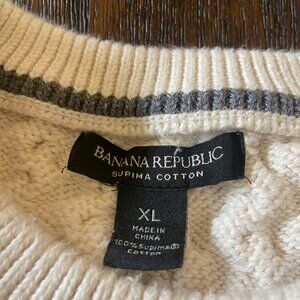 BANANA REPUBLIC
SUPIMA COTTON
XL
MADE IN
CHINA
100% Supima®
COTTON